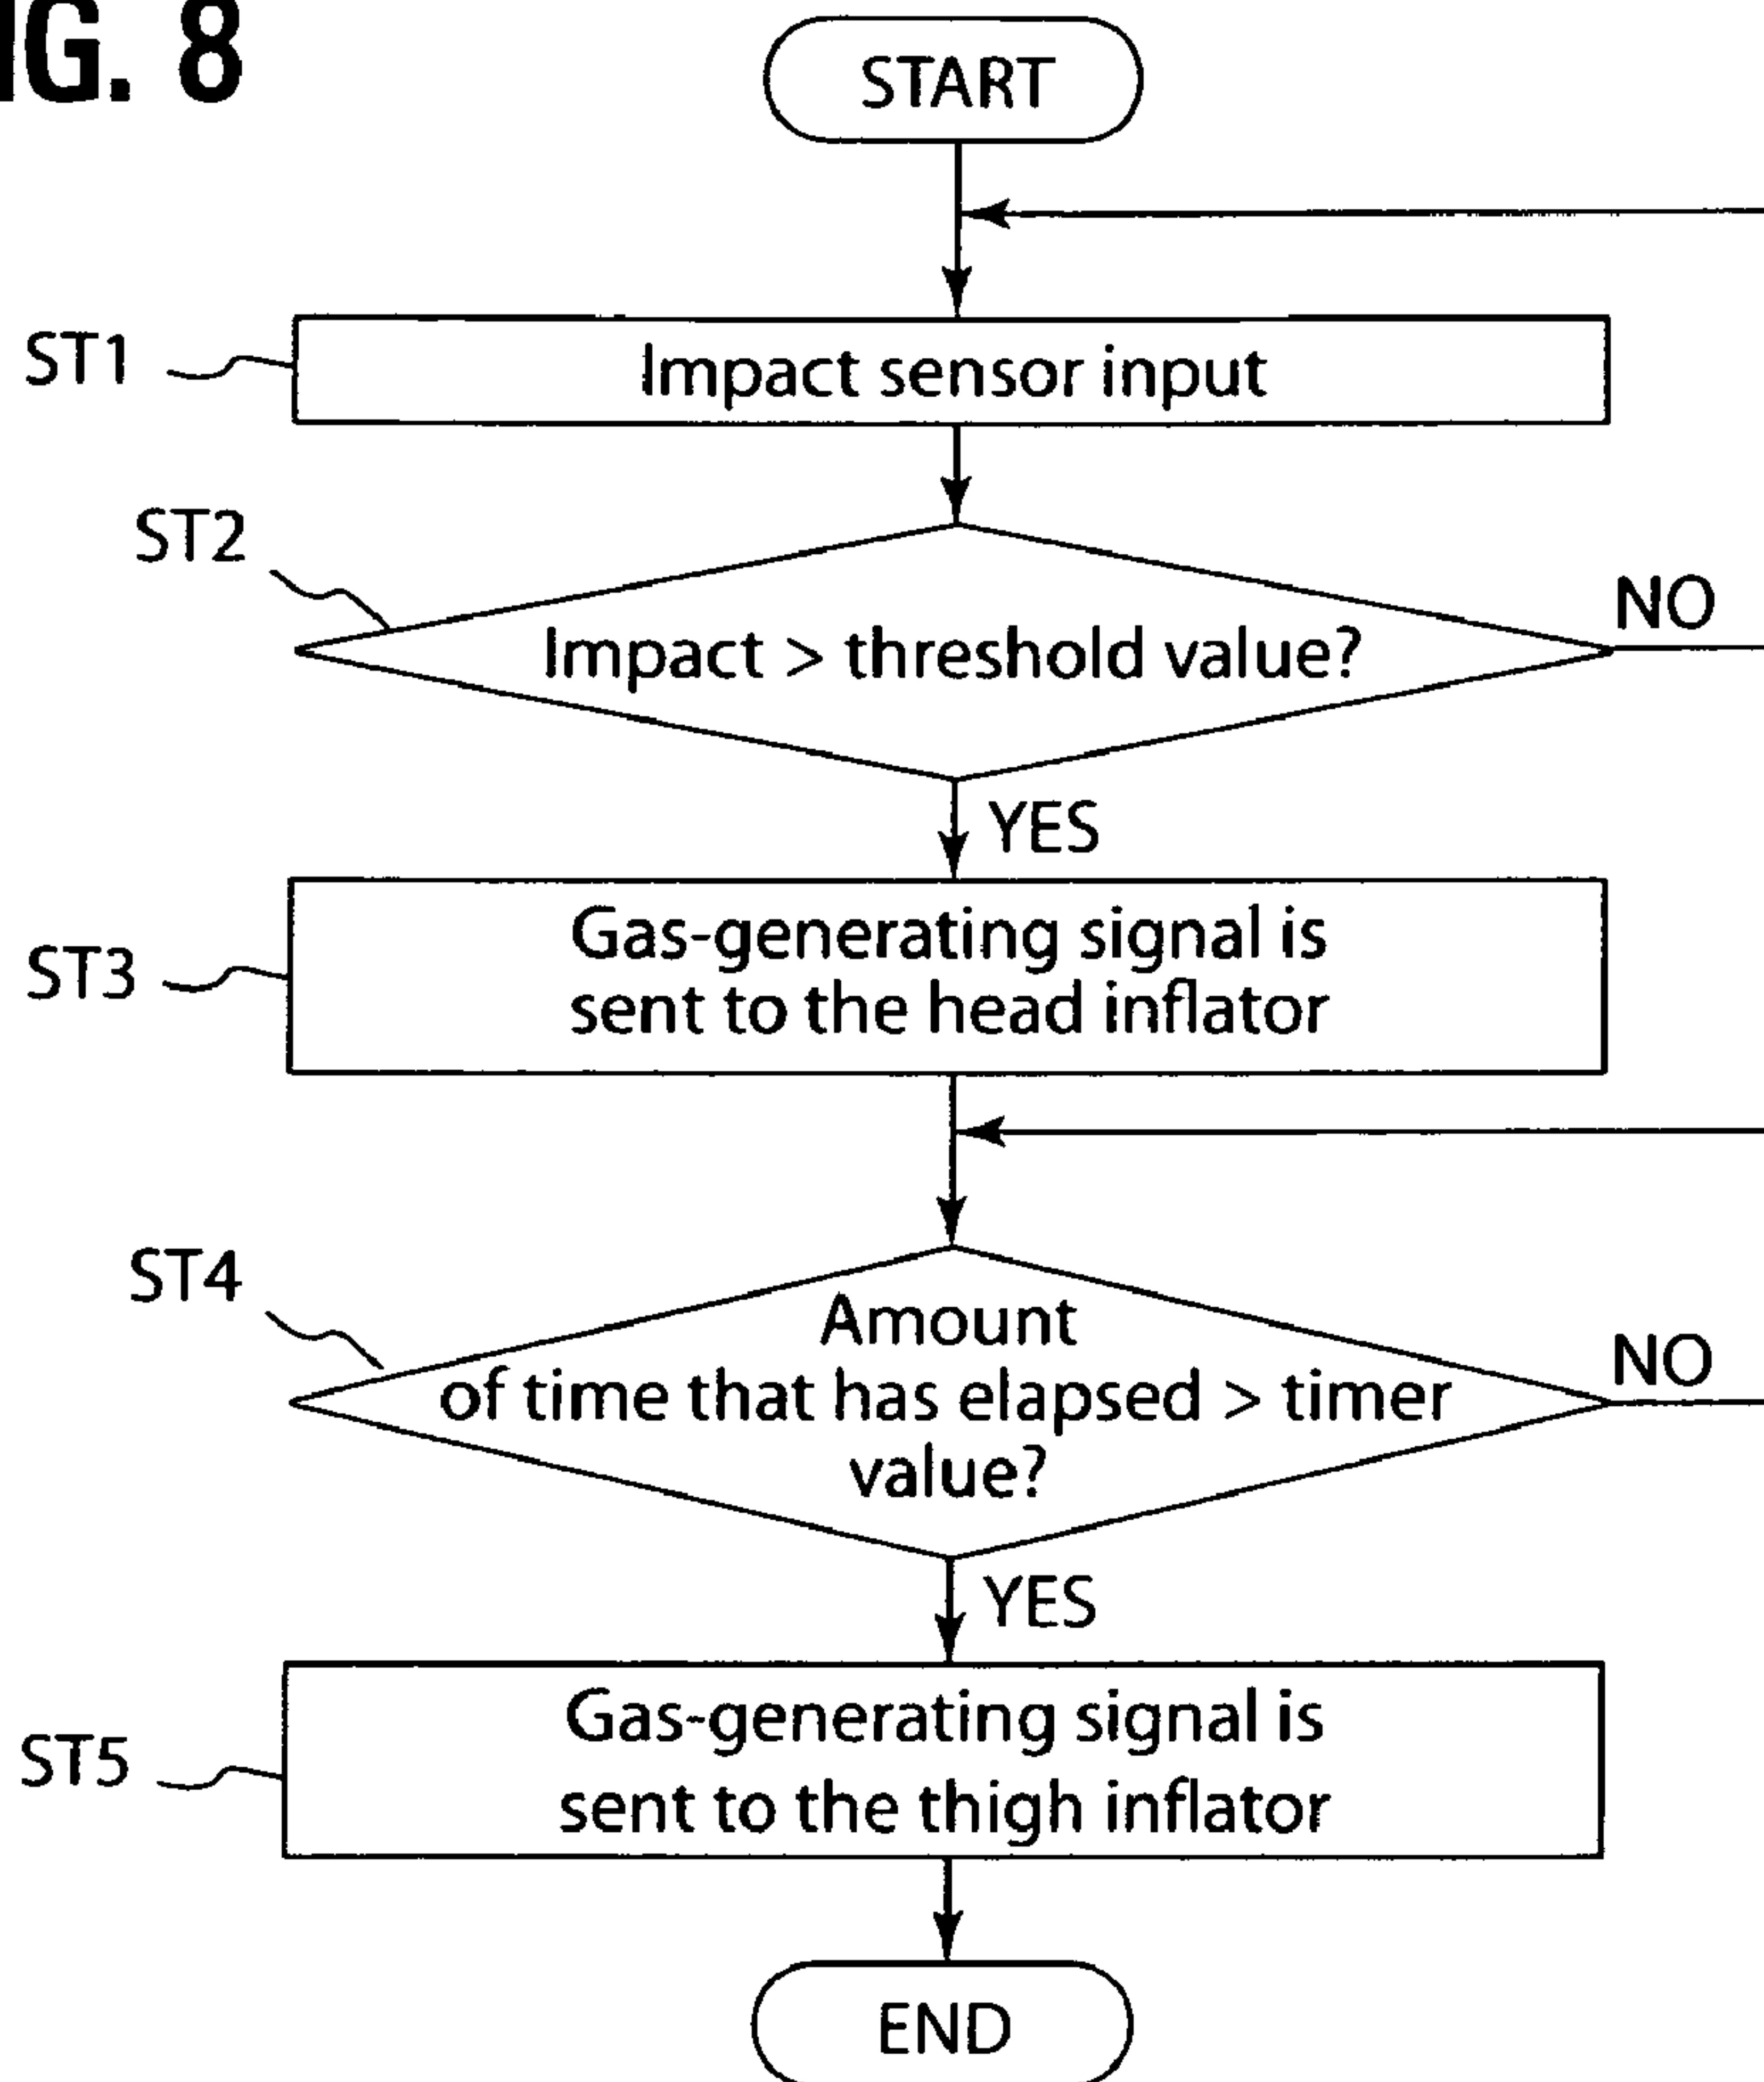 IG. 8
START
ST1
Impact sensor input
ST2
Impact > threshold value?
NO
YES
ST3
Gas-generating signal is
sent to the head inflator
ST4
Amount
of time that has elapsed > timer
value?
NO
YES
ST5
Gas-generating signal is
sent to the thigh inflator
END